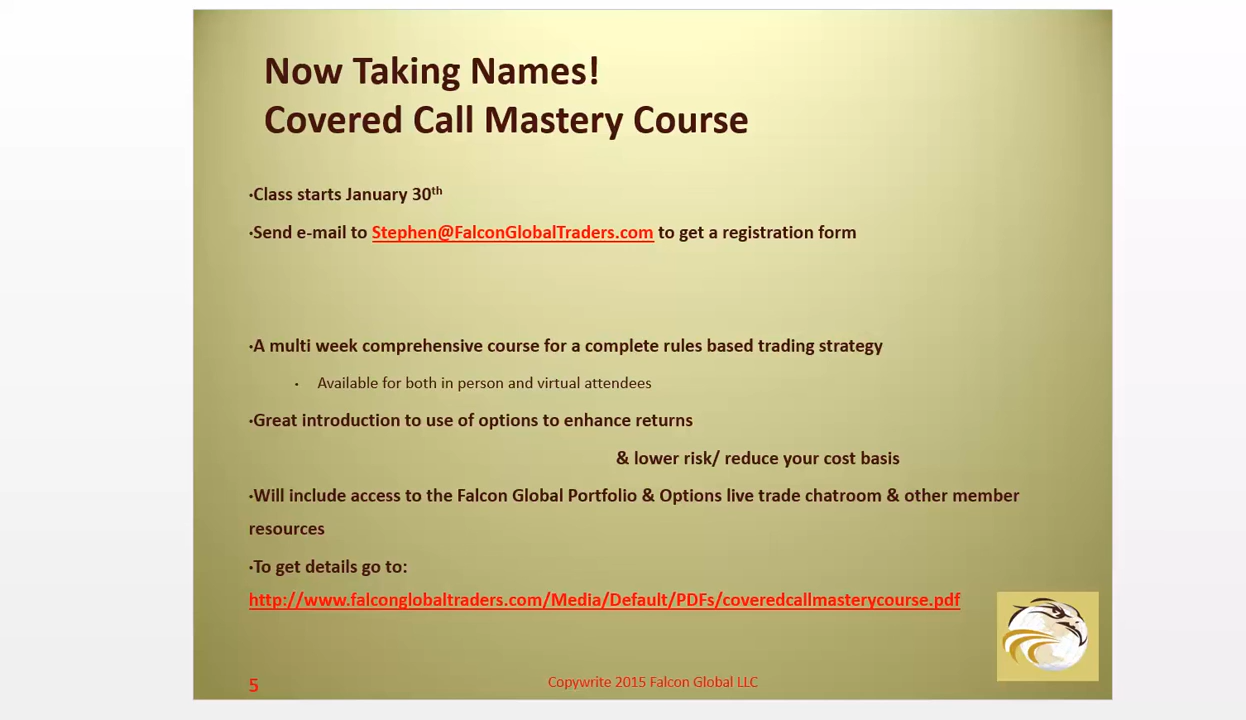 Now Taking Names!
Covered Call Mastery Course
•Class starts January 30th
•Send e-mail to Stephen@FalconGlobalTraders.com to get a registration form
•A multi week comprehensive course for a complete rules based trading strategy
• Available for both in person and virtual attendees
•Great introduction to use of options to enhance returns
& lower risk/ reduce your cost basis
•Will include access to the Falcon Global Portfolio & Options live trade chatroom & other member
resources
•To get details go to:
http://www.falconglobaltraders.com/Media/Default/PDFs/coveredcallmasterycourse.pdf
5
Copywrite 2015 Falcon Global LLC